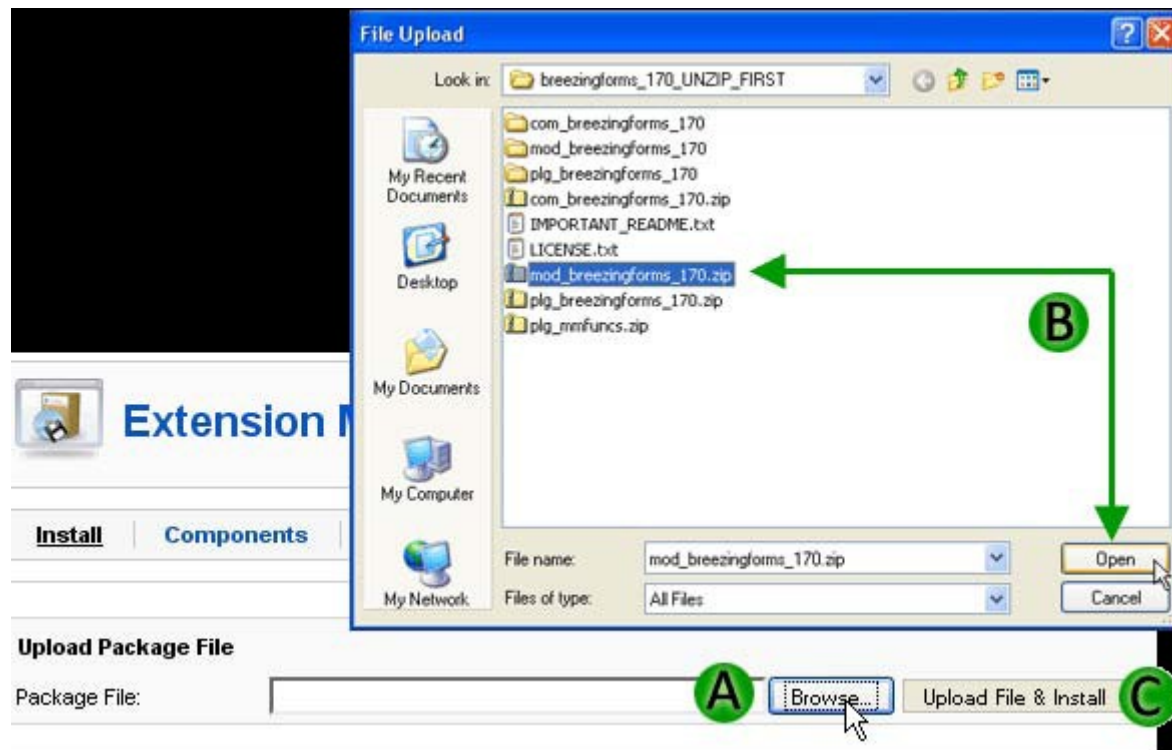 File Upload
Look in:
breezingforms_170_UNZIP_FIRST
My Recent
Documents
Desktop
My Documents
My Computer
My Network
com_breezingforms_170
mod_breezingforms_170
plg_breezingforms_170
com_breezingforms_170.zip
IMPORTANT_README.txt
LICENSE.txt
mod_breezingforms_170.zip
plg_breezingforms_170.zip
plg_mmfuncs.zip
B
File name:
mod_breezingforms_170.zip
Open
Files of type:
All Files
Cancel
Extension
Install
Components
Upload Package File
Package File:
A
Browse...
Upload File & Install
C